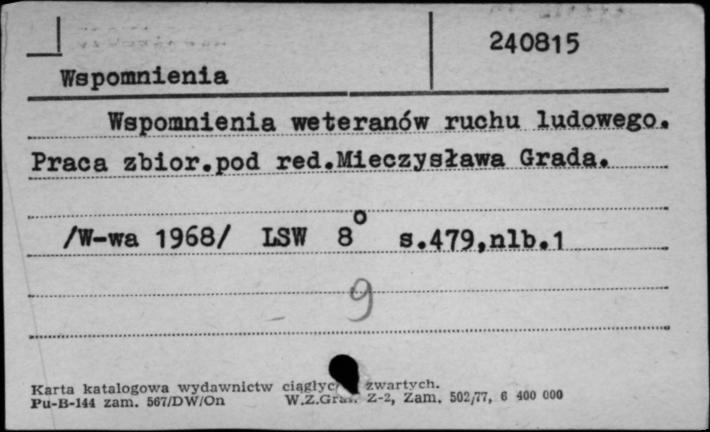 240815
Wspomnienia
Wspomnienia weteranów ruchu ludowego.
Praca zbior.pod red.Mieczysława Grada.
/W-wa 1968/ LSW 8° s.479,nlb.1
9
Karta katalogowa wydawnictw zwartych.
Pu-B-144 zam. 567/DW/On W.Z.Graf. Z-2, Zam. 502/77, 6 400 000